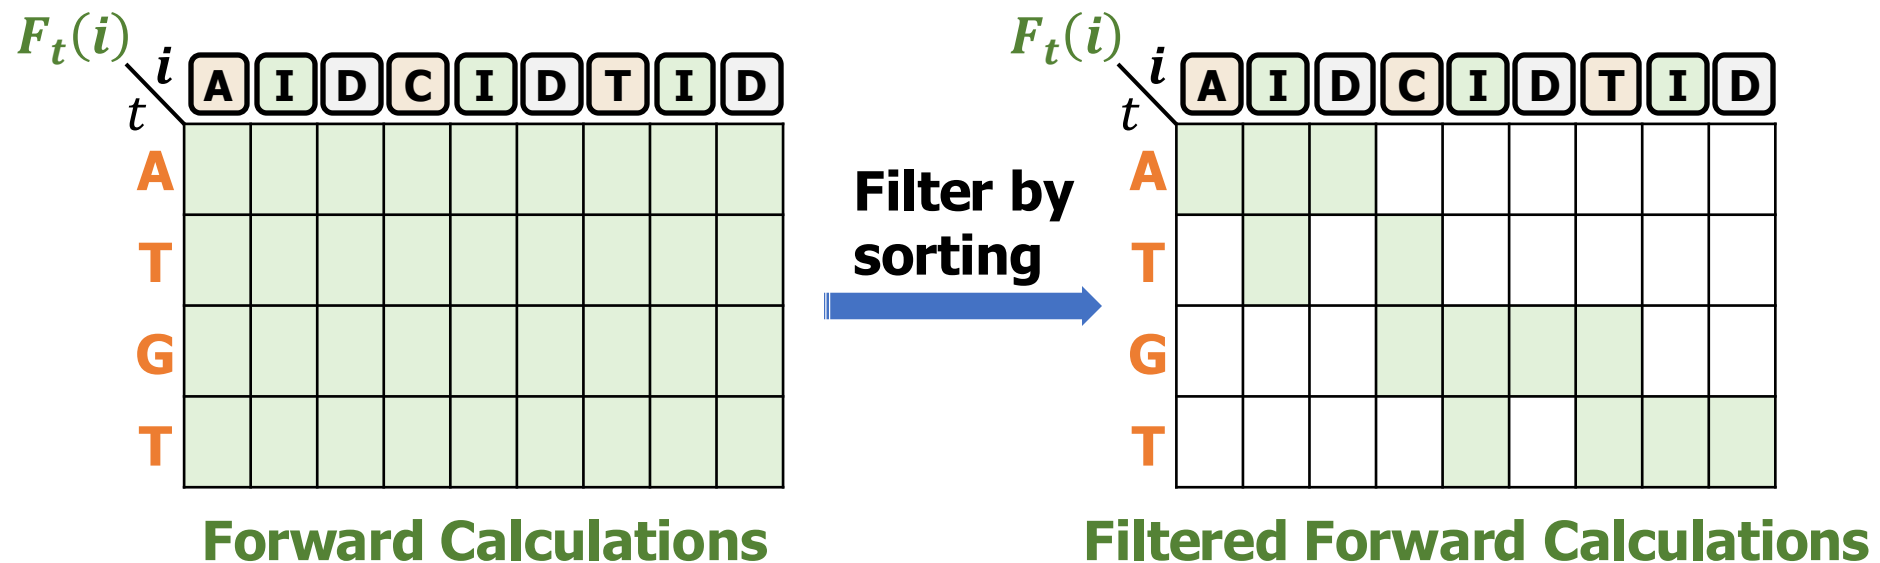 Fₜ(i)
i
t
A I D C I D T I D
A
T
G
T
Forward Calculations
Filter by
sorting
Fₜ(i)
i
t
A I D C I D T I D
A
T
G
T
Filtered Forward Calculations